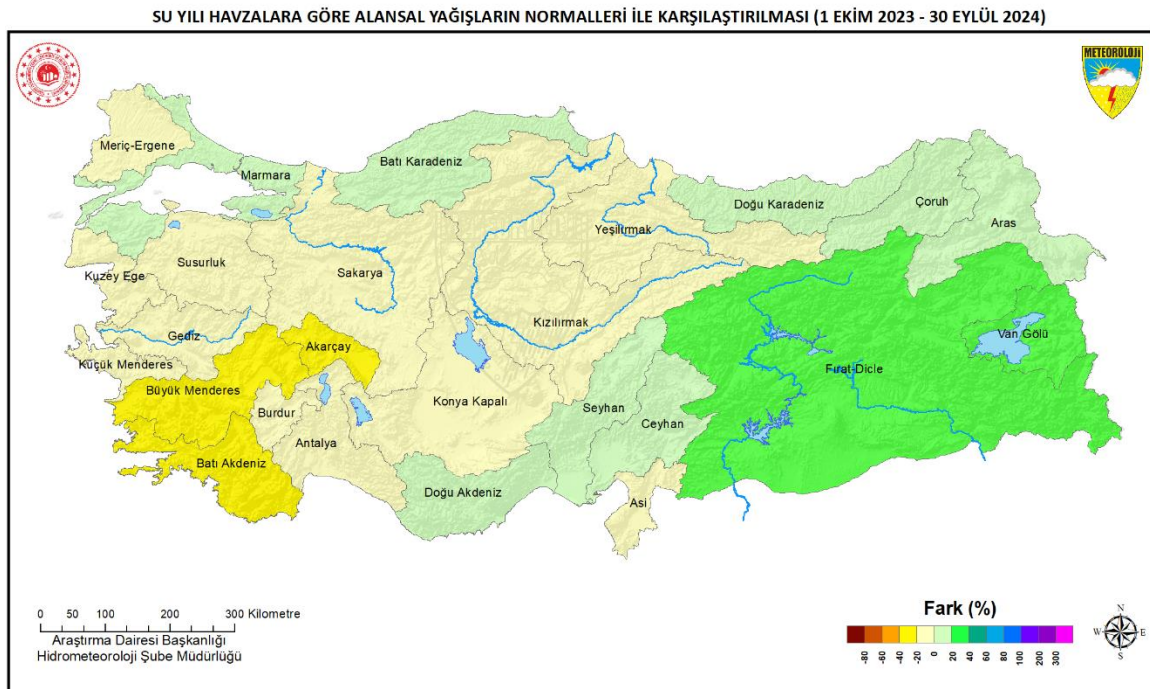 SU YILI HAVZALARA GÖRE ALANSAL YAĞIŞLARIN NORMALLERİ İLE KARŞILAŞTIRILMASI (1 EKİM 2023 - 30 EYLÜL 2024)
METEOROLOJİ
Meriç-Ergene
Marmara
Batı Karadeniz
Doğu Karadeniz
Çoruh
Aras
Yeşilırmak
Susurluk
Kuzey Ege
Sakarya
Kızılırmak
Van Gölü
Gediz
Akarçay
Küçük Menderes
Fırat-Dicle
Büyük Menderes
Konya Kapalı
Burdur
Seyhan
Ceyhan
Antalya
Batı Akdeniz
Doğu Akdeniz
Asi
0 50 100 200 300 Kilometre
Araştırma Dairesi Başkanlığı
Hidrometeoroloji Şube Müdürlüğü
Fark (%)
-80 -60 -40 -20 0 20 40 60 80 100 200 300
N
W E
S